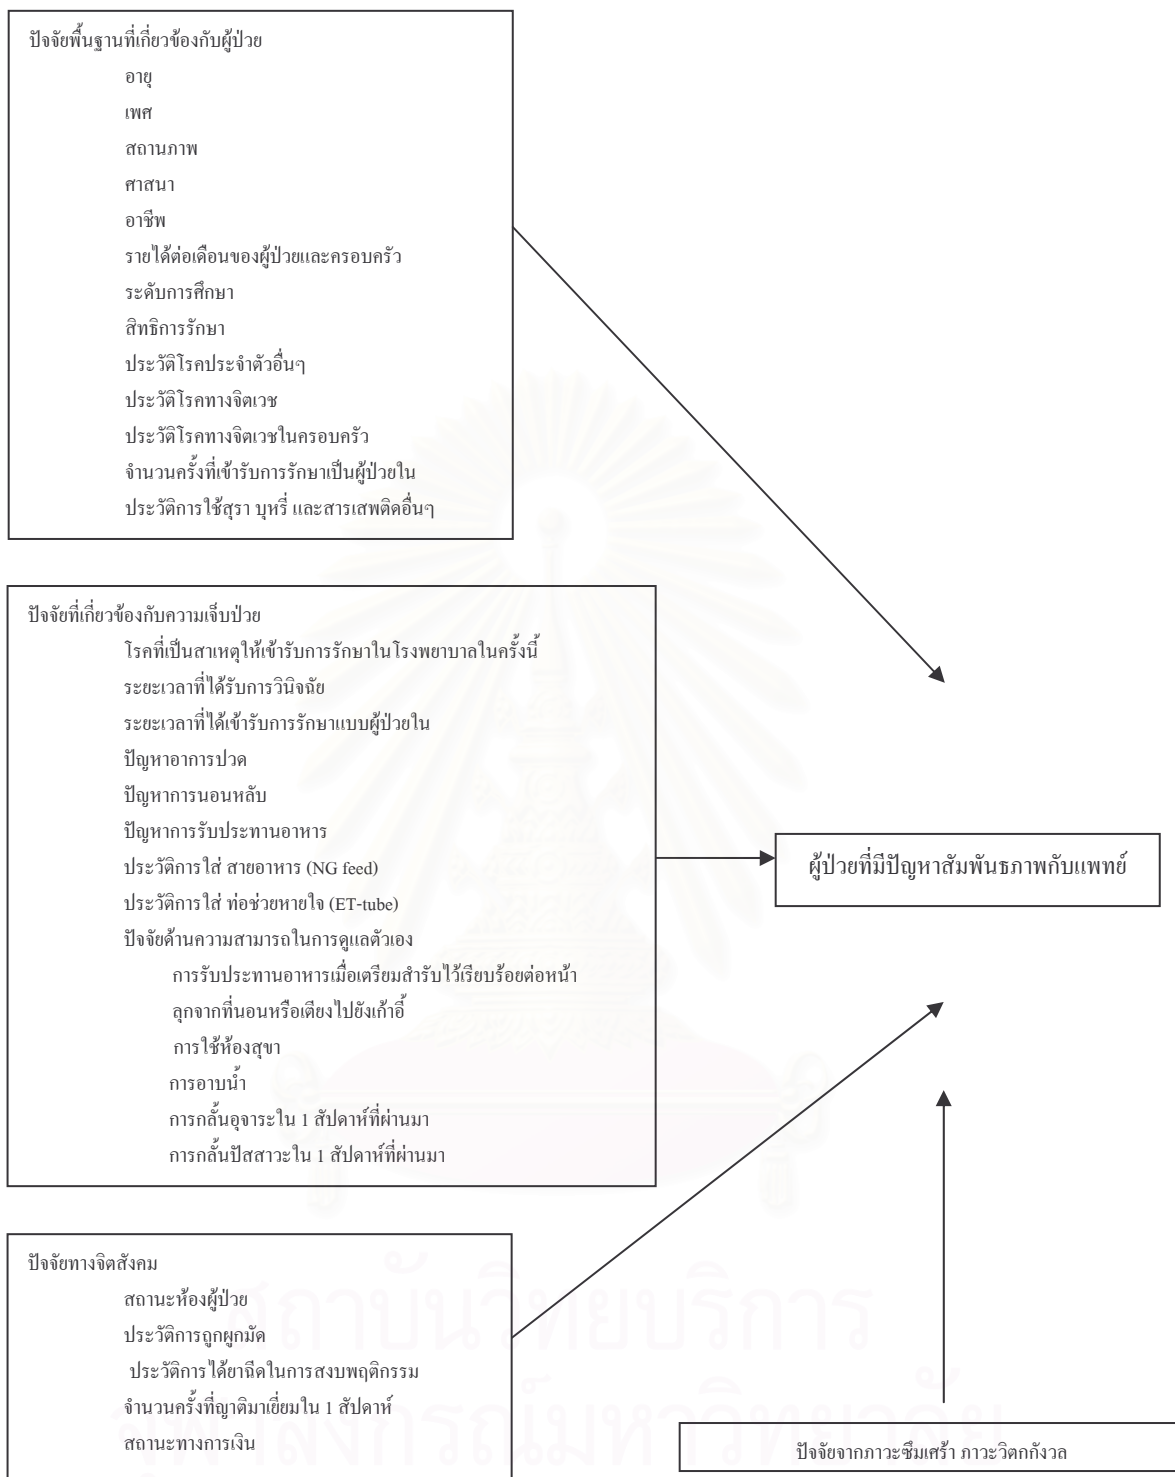 ปัจจัยพื้นฐานที่เกี่ยวข้องกับผู้ป่วย
อายุ
เพศ
สถานภาพ
ศาสนา
อาชีพ
รายได้ต่อเดือนของผู้ป่วยและครอบครัว
ระดับการศึกษา
สิทธิการรักษา
ประวัติโรคประจำตัวอื่นๆ
ประวัติโรคทางจิตเวช
ประวัติโรคทางจิตเวชในครอบครัว
จำนวนครั้งที่เข้ารับการรักษาเป็นผู้ป่วยใน
ประวัติการใช้สุรา บุหรี่ และสารเสพติดอื่นๆ
ปัจจัยที่เกี่ยวข้องกับความเจ็บป่วย
โรคที่เป็นสาเหตุให้เข้ารับการรักษาในโรงพยาบาลในครั้งนี้
ระยะเวลาที่ได้รับการวินิจฉัย
ระยะเวลาที่ได้เข้ารับการรักษาแบบผู้ป่วยใน
ปัญหาอาการปวด
ปัญหาการนอนหลับ
ปัญหาการรับประทานอาหาร
ประวัติการใส่ สายอาหาร (NG feed)
ประวัติการใส่ ท่อช่วยหายใจ (ET-tube)
ปัจจัยด้านความสามารถในการดูแลตัวเอง
การรับประทานอาหารเมื่อเตรียมสำรับไว้เรียบร้อยต่อหน้า
ลุกจากที่นอนหรือเตียงไปยังเก้าอี้
การใช้ห้องสุขา
การอาบน้ำ
การกลั้นอุจาระใน 1 สัปดาห์ที่ผ่านมา
การกลั้นปัสสาวะใน 1 สัปดาห์ที่ผ่านมา
ผู้ป่วยที่มีปัญหาสัมพันธภาพกับแพทย์
ปัจจัยทางจิตสังคม
สถานะห้องผู้ป่วย
ประวัติการถูกผูกมัด
ประวัติการได้ยาฉีดในการสงบพฤติกรรม
จำนวนครั้งที่ญาติมาเยี่ยมใน 1 สัปดาห์
สถานะทางการเงิน
ปัจจัยจากภาวะซึมเศร้า ภาวะวิตกกังวล
สถาบันวิทยบริการ
จุฬาลงกรณ์มหาวิทยาลัย